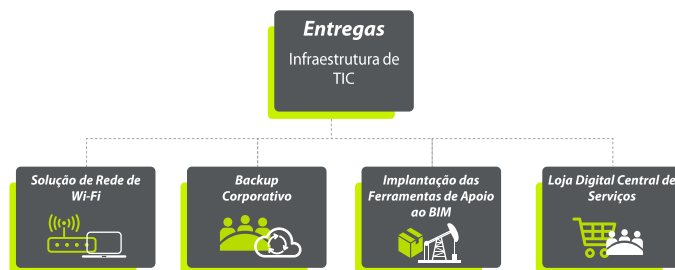 Entregas
Infraestrutura de
TIC
Solução de Rede de
Wi-Fi
Backup
Corporativo
Implantação das
Ferramentas de Apoio
ao BIM
Loja Digital Central de
Serviços